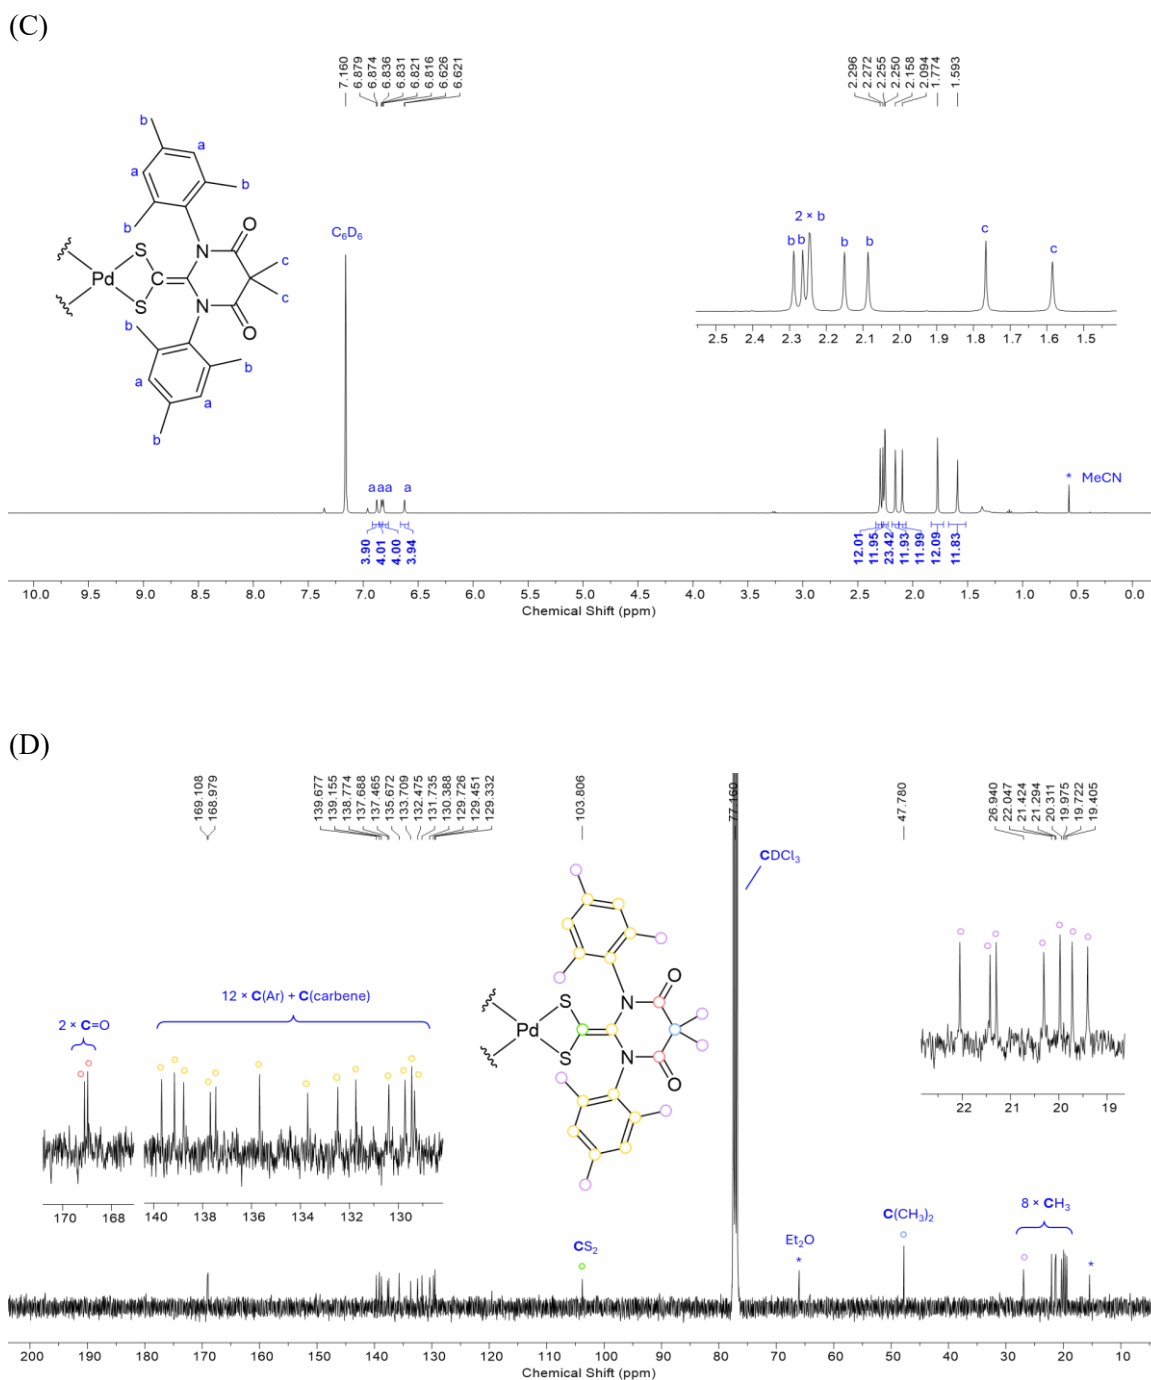 (C)
7.160
6.879
6.874
6.836
6.831
6.821
6.816
6.626
6.621
2.296
2.272
2.255
2.250
2.158
2.094
1.774
1.593
b
a
a
b
b
O
N
S
C
Pd
S
N
O
c
c
b
b
a
a
b
C₆D₆
2 × b
b b b b c c
2.5 2.4 2.3 2.2 2.1 2.0 1.9 1.8 1.7 1.6 1.5
a aa a
* MeCN
3.90
4.01
4.00
3.94
12.01
11.95
23.42
11.93
11.99
12.09
11.83
10.0 9.5 9.0 8.5 8.0 7.5 7.0 6.5 6.0 5.5 5.0 4.5 4.0 3.5 3.0 2.5 2.0 1.5 1.0 0.5 0.0
Chemical Shift (ppm)
(D)
169.108
168.979
139.677
139.155
138.774
137.688
137.465
135.672
133.709
132.475
131.735
130.388
129.726
129.451
129.332
103.806
77.160
47.780
26.940
22.047
21.424
21.294
20.311
19.975
19.722
19.405
CDCl₃
O
N
S
Pd
S
N
O
12 × C(Ar) + C(carbene)
2 × C=O
170 168
140 138 136 134 132 130
22 21 20 19
CS₂
Et₂O
*
C(CH₃)₂
8 × CH₃
*
200 190 180 170 160 150 140 130 120 110 100 90 80 70 60 50 40 30 20 10
Chemical Shift (ppm)